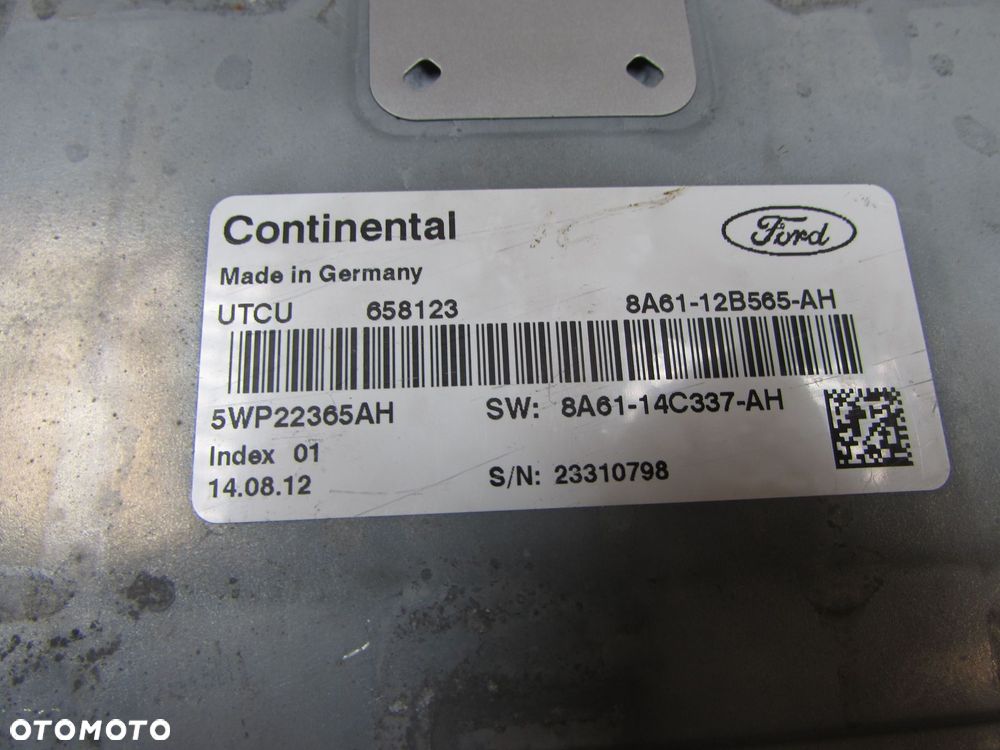 Continental
Ford
Made in Germany
UTCU 658123 8A61-12B565-AH
5WP22365AH SW: 8A61-14C337-AH
Index 01
14.08.12 S/N: 23310798
OTOMOTO